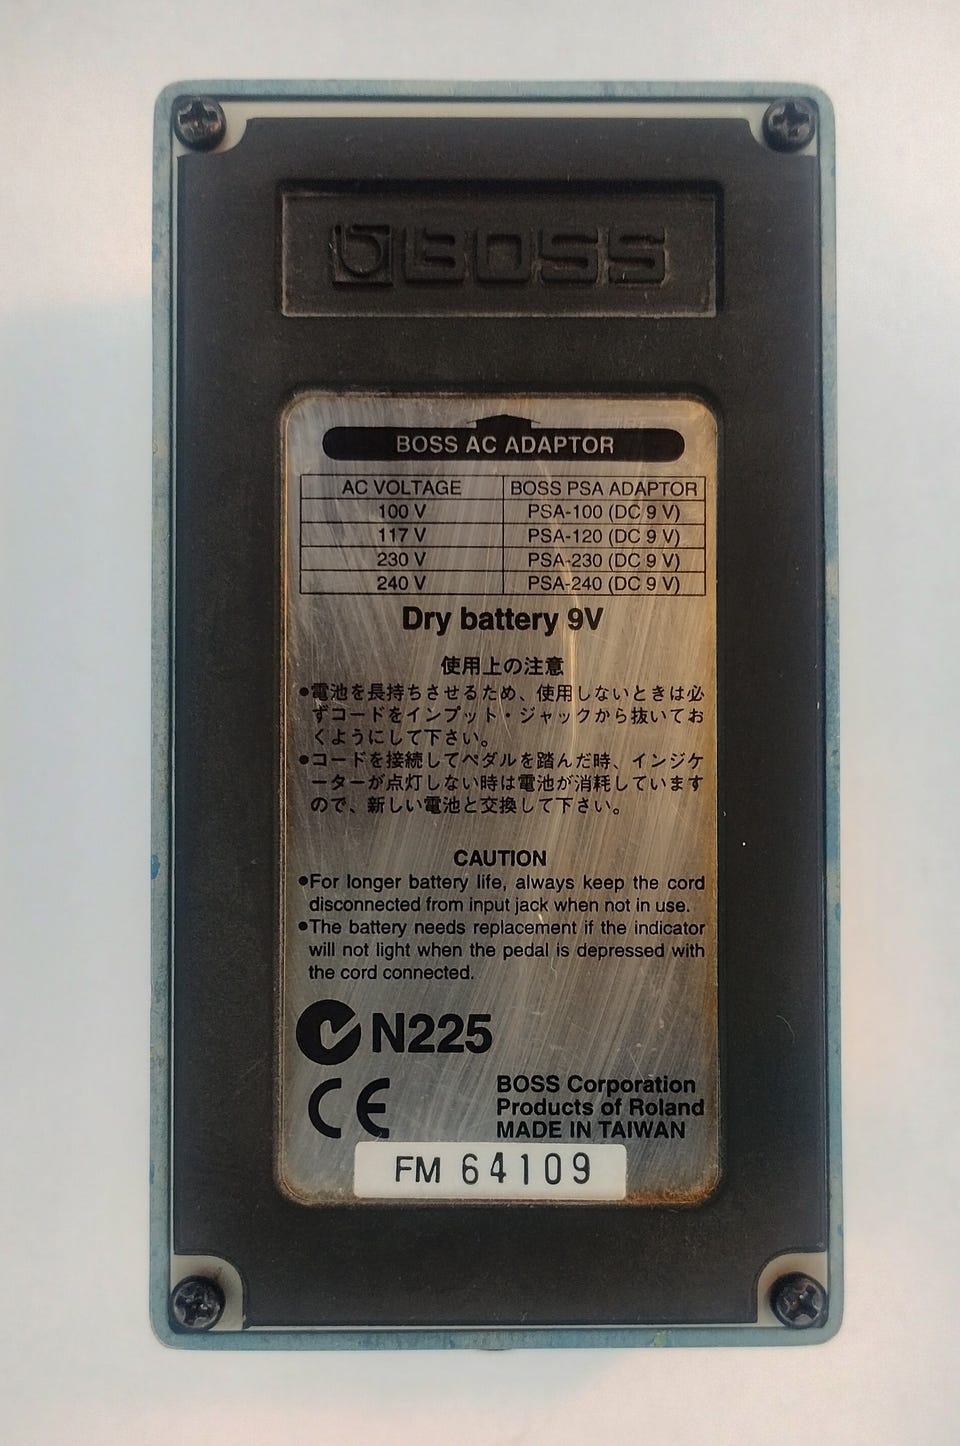 BOSS
BOSS AC ADAPTOR
AC VOLTAGE BOSS PSA ADAPTOR
100 V PSA-100 (DC 9 V)
117 V PSA-120 (DC 9 V)
230 V PSA-230 (DC 9 V)
240 V PSA-240 (DC 9 V)
Dry battery 9V
使用上の注意
●電池を長持ちさせるため、使用しないときは必
ずコードをインプット・ジャックから抜いてお
くようにして下さい。
●コードを接続してペダルを踏んだ時、インジケ
ーターが点灯しない時は電池が消耗しています
ので、新しい電池と交換して下さい。
CAUTION
●For longer battery life, always keep the cord
disconnected from input jack when not in use.
●The battery needs replacement if the indicator
will not light when the pedal is depressed with
the cord connected.
N225
CE
BOSS Corporation
Products of Roland
MADE IN TAIWAN
FM 64109